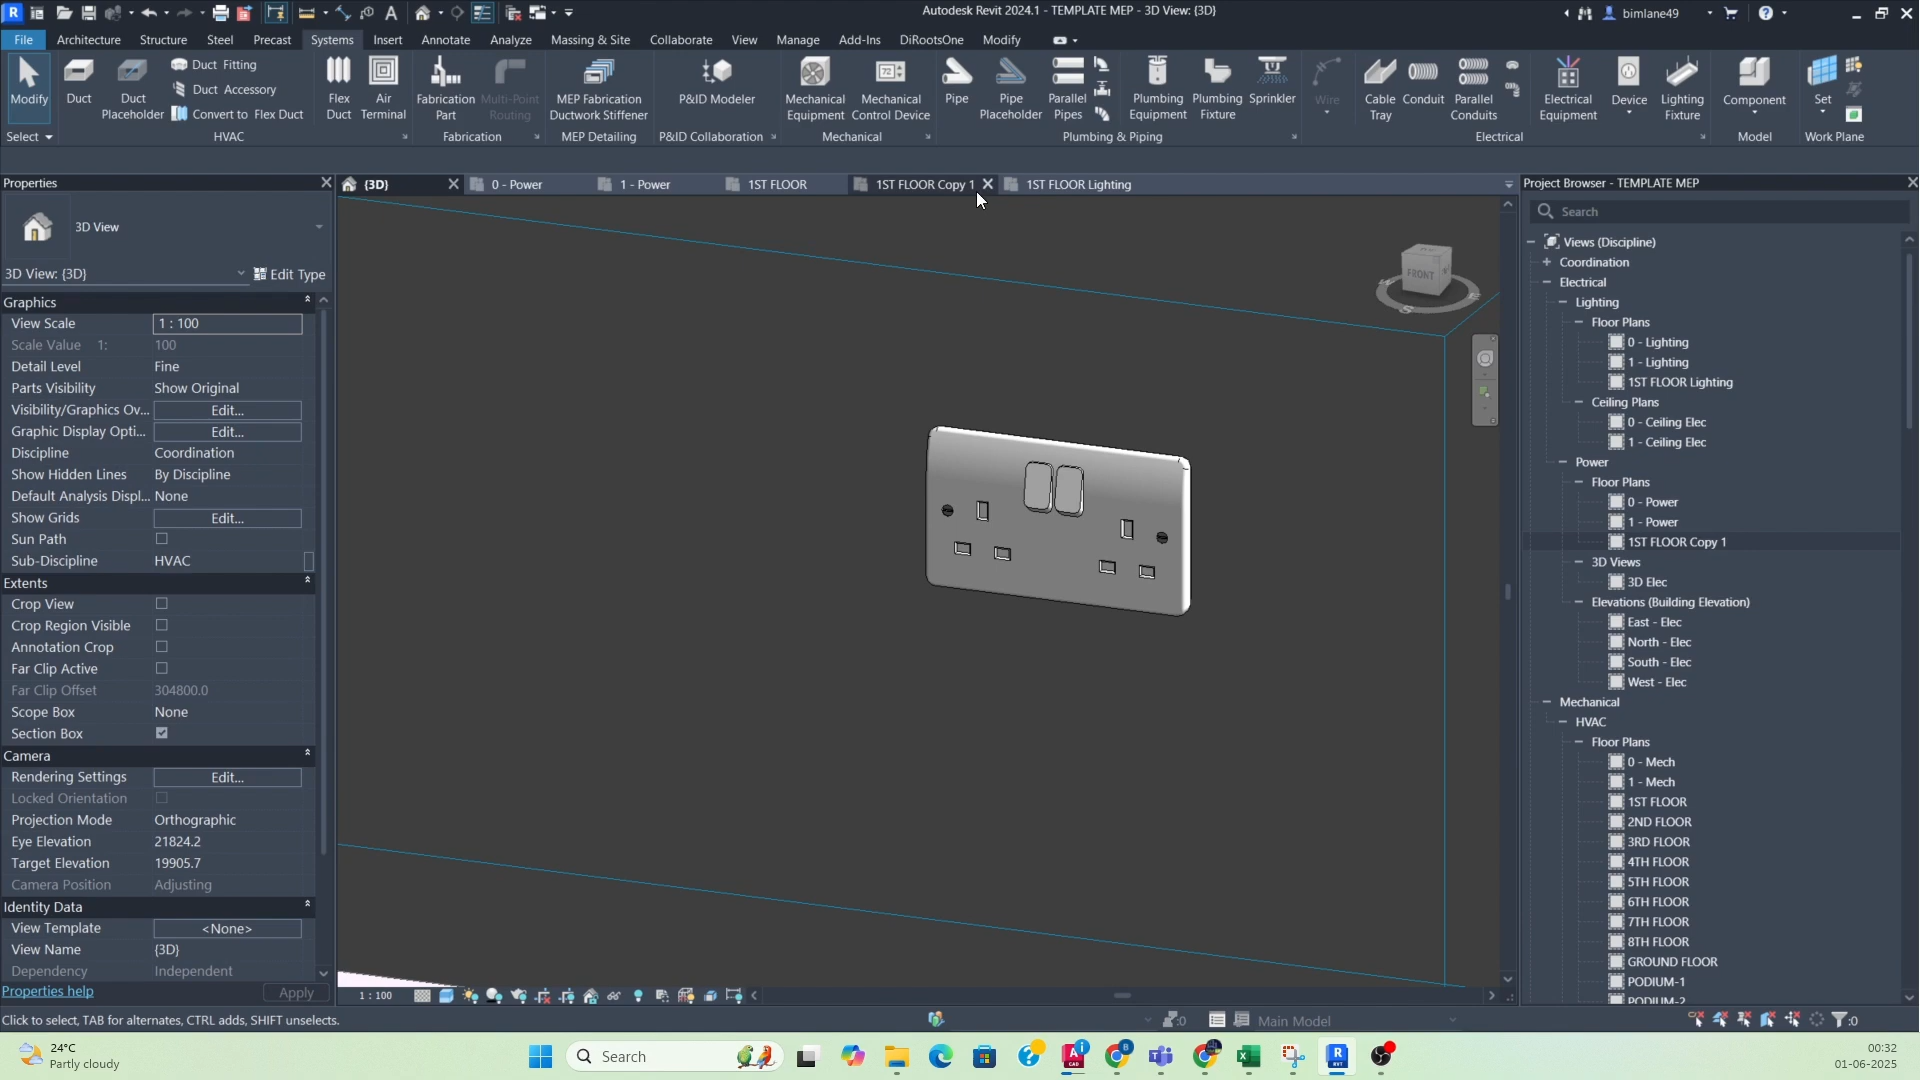 Autodesk Revit 2024.1 - TEMPLATE MEP - 3D View: {3D}
bimlane49
File
Architecture
Structure
Steel
Precast
Systems
Insert
Annotate
Analyze
Massing & Site
Collaborate
View
Manage
Add-Ins
DiRootsOne
Modify
Modify
Duct
Duct Placeholder
Duct Fitting
Duct Accessory
Convert to Flex Duct
Flex Duct
Air Terminal
Fabrication Part
Multi-Point Routing
MEP Fabrication Ductwork Stiffener
P&ID Modeler
Mechanical Equipment
Mechanical Control Device
Pipe
Pipe Placeholder
Parallel Pipes
Plumbing Equipment
Plumbing Fixture
Sprinkler
Wire
Cable Tray
Conduit
Parallel Conduits
Electrical Equipment
Device
Lighting Fixture
Component
Set
Select
HVAC
Fabrication
MEP Detailing
P&ID Collaboration
Mechanical
Plumbing & Piping
Electrical
Model
Work Plane
Properties
{3D}
0 - Power
1 - Power
1ST FLOOR
1ST FLOOR Copy 1
1ST FLOOR Lighting
Project Browser - TEMPLATE MEP
3D View
3D View: {3D}
Edit Type
Graphics
View Scale 1 : 100
Scale Value 1: 100
Detail Level Fine
Parts Visibility Show Original
Visibility/Graphics Ov... Edit...
Graphic Display Opti... Edit...
Discipline Coordination
Show Hidden Lines By Discipline
Default Analysis Displ... None
Show Grids Edit...
Sun Path
Sub-Discipline HVAC
Extents
Crop View
Crop Region Visible
Annotation Crop
Far Clip Active
Far Clip Offset 304800.0
Scope Box None
Section Box
Camera
Rendering Settings Edit...
Locked Orientation
Projection Mode Orthographic
Eye Elevation 21824.2
Target Elevation 19905.7
Camera Position Adjusting
Identity Data
View Template <None>
View Name {3D}
Dependency Independent
Properties help
Apply
FRONT
1 : 100
Search
Views (Discipline)
Coordination
Electrical
Lighting
Floor Plans
0 - Lighting
1 - Lighting
1ST FLOOR Lighting
Ceiling Plans
0 - Ceiling Elec
1 - Ceiling Elec
Power
Floor Plans
0 - Power
1 - Power
1ST FLOOR Copy 1
3D Views
3D Elec
Elevations (Building Elevation)
East - Elec
North - Elec
South - Elec
West - Elec
Mechanical
HVAC
Floor Plans
0 - Mech
1 - Mech
1ST FLOOR
2ND FLOOR
3RD FLOOR
4TH FLOOR
5TH FLOOR
6TH FLOOR
7TH FLOOR
8TH FLOOR
GROUND FLOOR
PODIUM-1
PODIUM-2
Click to select, TAB for alternates, CTRL adds, SHIFT unselects.
:0
Main Model
:0
24°C
Partly cloudy
Search
00:32
01-06-2025